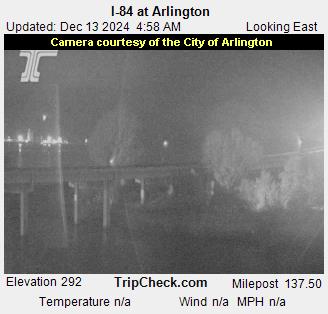 I-84 at Arlington
Updated: Dec 13 2024 4:58 AM Looking East
Camera courtesy of the City of Arlington
Elevation 292 TripCheck.com Milepost 137.50
Temperature n/a Wind n/a MPH n/a